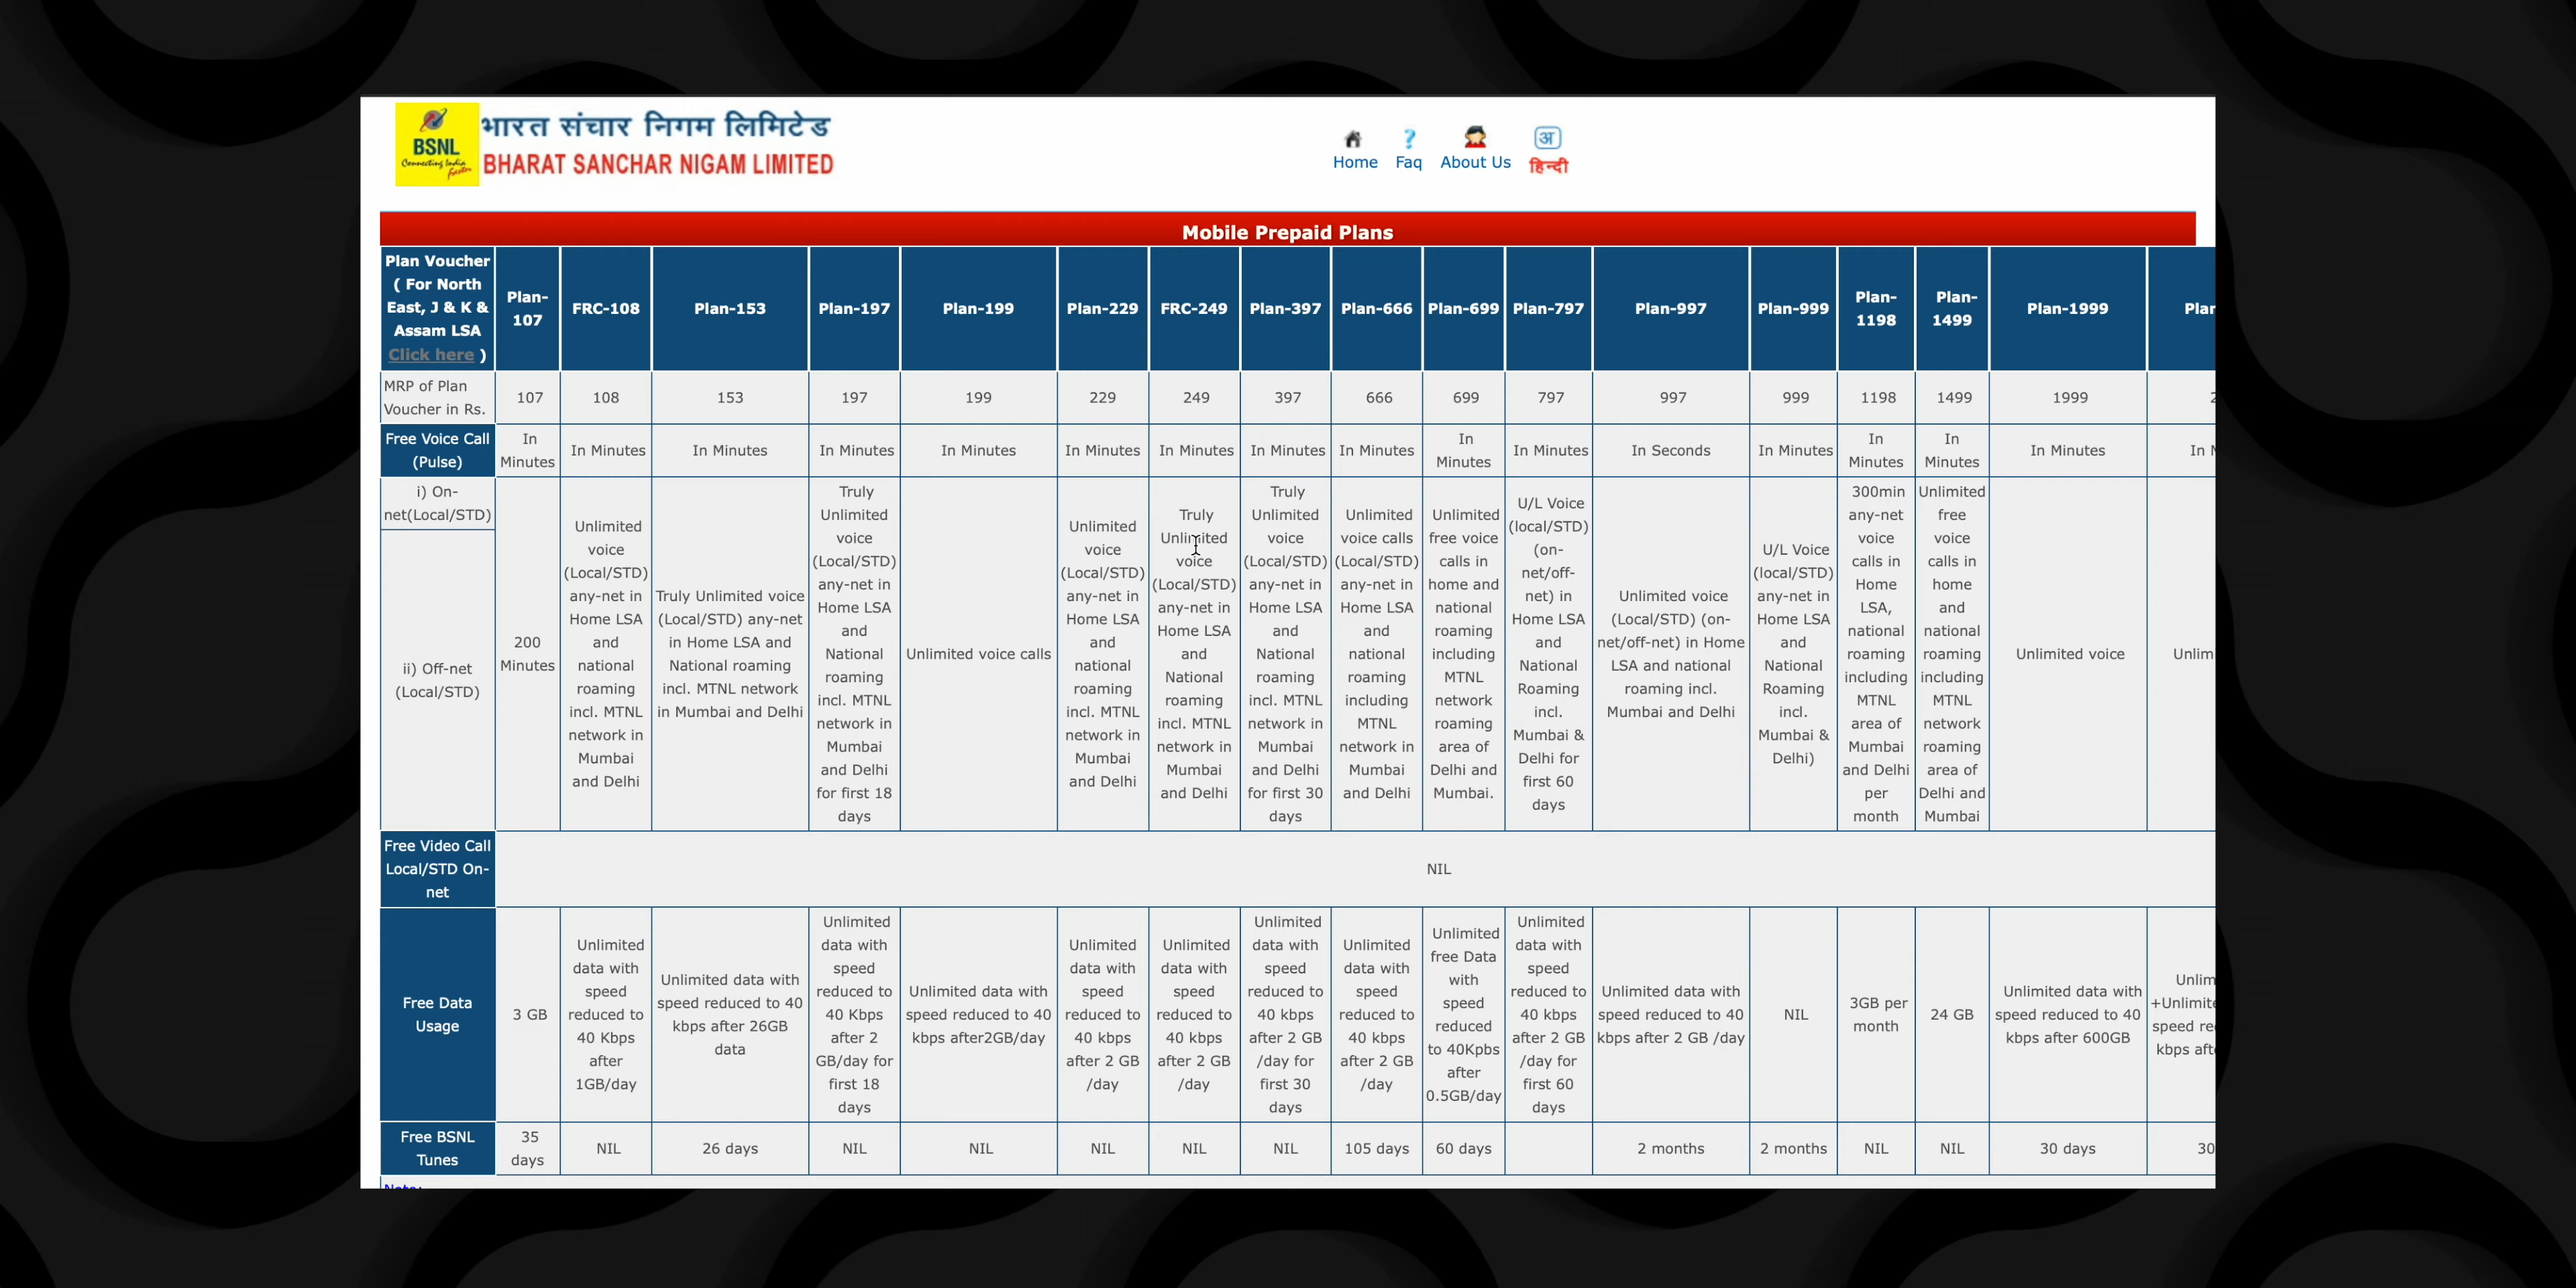 BSNL
Connecting India
faster
भारत संचार निगम लिमिटेड
BHARAT SANCHAR NIGAM LIMITED
?
Home
Faq
About Us
अ
हिन्दी
Mobile Prepaid Plans
Plan Voucher
( For North
East, J & K &
Assam LSA
Click here )
Plan-
107
FRC-108
Plan-153
Plan-197
Plan-199
Plan-229
FRC-249
Plan-397
Plan-666
Plan-699
Plan-797
Plan-997
Plan-999
Plan-
1198
Plan-
1499
Plan-1999
Plan
MRP of Plan
Voucher in Rs.
107
108
153
197
199
229
249
397
666
699
797
997
999
1198
1499
1999
2
Free Voice Call
(Pulse)
In
Minutes
In Minutes
In Minutes
In Minutes
In Minutes
In Minutes
In Minutes
In Minutes
In Minutes
In
Minutes
In Minutes
In Seconds
In Minutes
In
Minutes
In
Minutes
In Minutes
In
i) On-
net(Local/STD)
ii) Off-net
(Local/STD)
200
Minutes
Unlimited
voice
(Local/STD)
any-net in
Home LSA
and
national
roaming
incl. MTNL
network in
Mumbai
and Delhi
Truly Unlimited voice
(Local/STD) any-net
in Home LSA and
National roaming
incl. MTNL network
in Mumbai and Delhi
Truly
Unlimited
voice
(Local/STD)
any-net in
Home LSA
and
National
roaming
incl. MTNL
network in
Mumbai
and Delhi
for first 18
days
Unlimited voice calls
Unlimited
voice
(Local/STD)
any-net in
Home LSA
and
national
roaming
incl. MTNL
network in
Mumbai
and Delhi
Truly
Unlimited
voice
(Local/STD)
any-net in
Home LSA
and
National
roaming
incl. MTNL
network in
Mumbai
and Delhi
Truly
Unlimited
voice
(Local/STD)
any-net in
Home LSA
and
National
roaming
incl. MTNL
network in
Mumbai
and Delhi
for first 30
days
Unlimited
voice calls
(Local/STD)
any-net in
Home LSA
and
national
roaming
including
MTNL
network in
Mumbai
and Delhi
Unlimited
free voice
calls in
home and
national
roaming
including
MTNL
network
roaming
area of
Delhi and
Mumbai.
U/L Voice
(local/STD)
(on-
net/off-
net) in
Home LSA
and
National
Roaming
incl.
Mumbai &
Delhi for
first 60
days
Unlimited voice
(Local/STD) (on-
net/off-net) in Home
LSA and national
roaming incl.
Mumbai and Delhi
U/L Voice
(local/STD)
any-net in
Home LSA
and
National
Roaming
incl.
Mumbai &
Delhi)
300min
any-net
voice
calls in
Home
LSA,
national
roaming
including
MTNL
area of
Mumbai
and Delhi
per
month
Unlimited
free
voice
calls in
home
and
national
roaming
including
MTNL
network
roaming
area of
Delhi and
Mumbai
Unlimited voice
Unlim
Free Video Call
Local/STD On-
net
NIL
Free Data
Usage
3 GB
Unlimited
data with
speed
reduced to
40 Kbps
after
1GB/day
Unlimited data with
speed reduced to 40
kbps after 26GB
data
Unlimited
data with
speed
reduced to
40 Kbps
after 2
GB/day for
first 18
days
Unlimited data with
speed reduced to 40
kbps after2GB/day
Unlimited
data with
speed
reduced to
40 kbps
after 2 GB
/day
Unlimited
data with
speed
reduced to
40 kbps
after 2 GB
/day
Unlimited
data with
speed
reduced to
40 kbps
after 2 GB
/day for
first 30
days
Unlimited
data with
speed
reduced to
40 kbps
after 2 GB
/day
Unlimited
free Data
with
speed
reduced
to 40Kpbs
after
0.5GB/day
Unlimited
data with
speed
reduced to
40 kbps
after 2 GB
/day for
first 60
days
Unlimited data with
speed reduced to 40
kbps after 2 GB /day
NIL
3GB per
month
24 GB
Unlimited data with
speed reduced to 40
kbps after 600GB
Unlim
+Unlimite
speed re
kbps aft
Free BSNL
Tunes
35
days
NIL
26 days
NIL
NIL
NIL
NIL
NIL
105 days
60 days
2 months
2 months
NIL
NIL
30 days
30